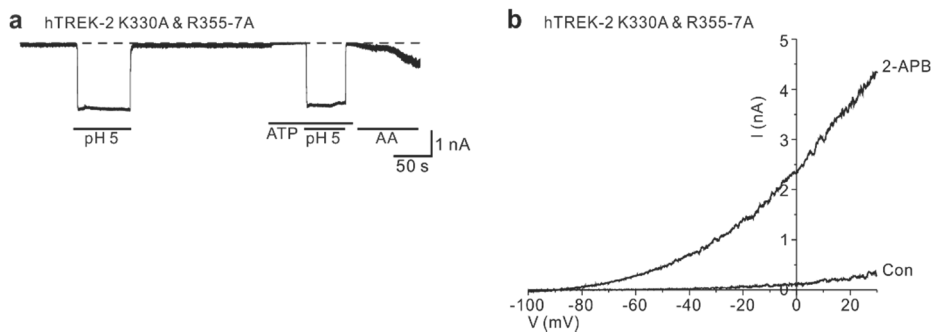 a
hTREK-2 K330A & R355-7A
pH 5
ATP
pH 5
AA
1 nA
50 s
b
hTREK-2 K330A & R355-7A
5
2-APB
4
I (nA)
3
2
1
Con
0
-100 -80 -60 -40 -20 0 20
V (mV)